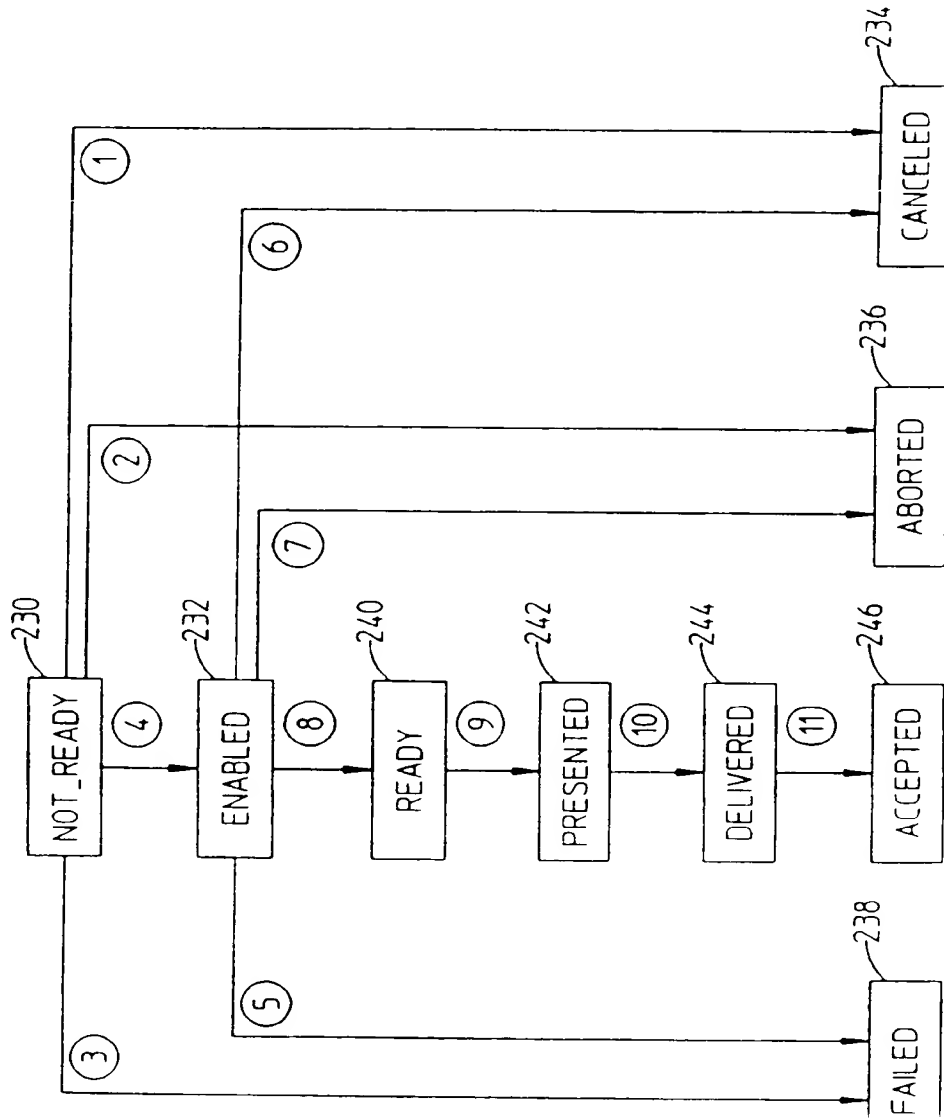 230
NOT_READY
3
4
2
1
232
ENABLED
5
8
7
6
240
READY
9
242
PRESENTED
10
244
DELIVERED
11
238
FAILED
246
ACCEPTED
236
ABORTED
234
CANCELED